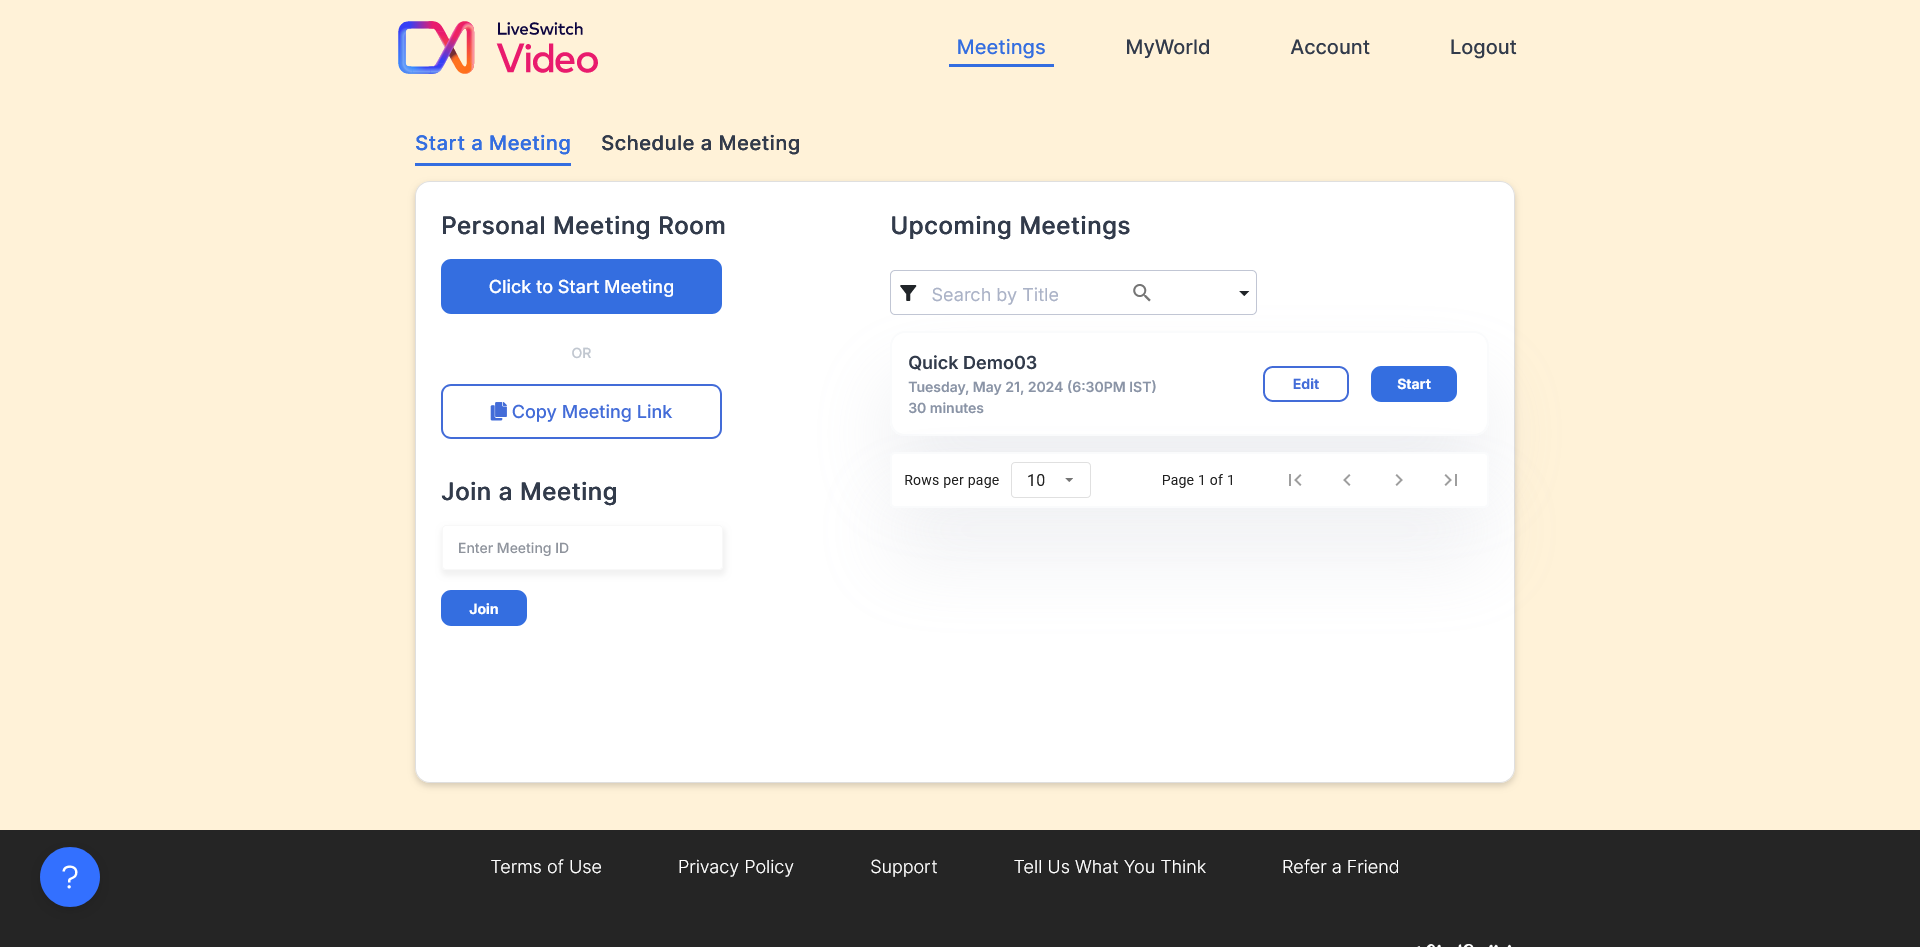 LiveSwitch
Video
Meetings
MyWorld
Account
Logout
Start a Meeting
Schedule a Meeting
Personal Meeting Room
Click to Start Meeting
OR
Copy Meeting Link
Join a Meeting
Enter Meeting ID
Join
Upcoming Meetings
Search by Title
Quick Demo03
Tuesday, May 21, 2024 (6:30PM IST)
30 minutes
Edit
Start
Rows per page
10
Page 1 of 1
Terms of Use
Privacy Policy
Support
Tell Us What You Think
Refer a Friend
?